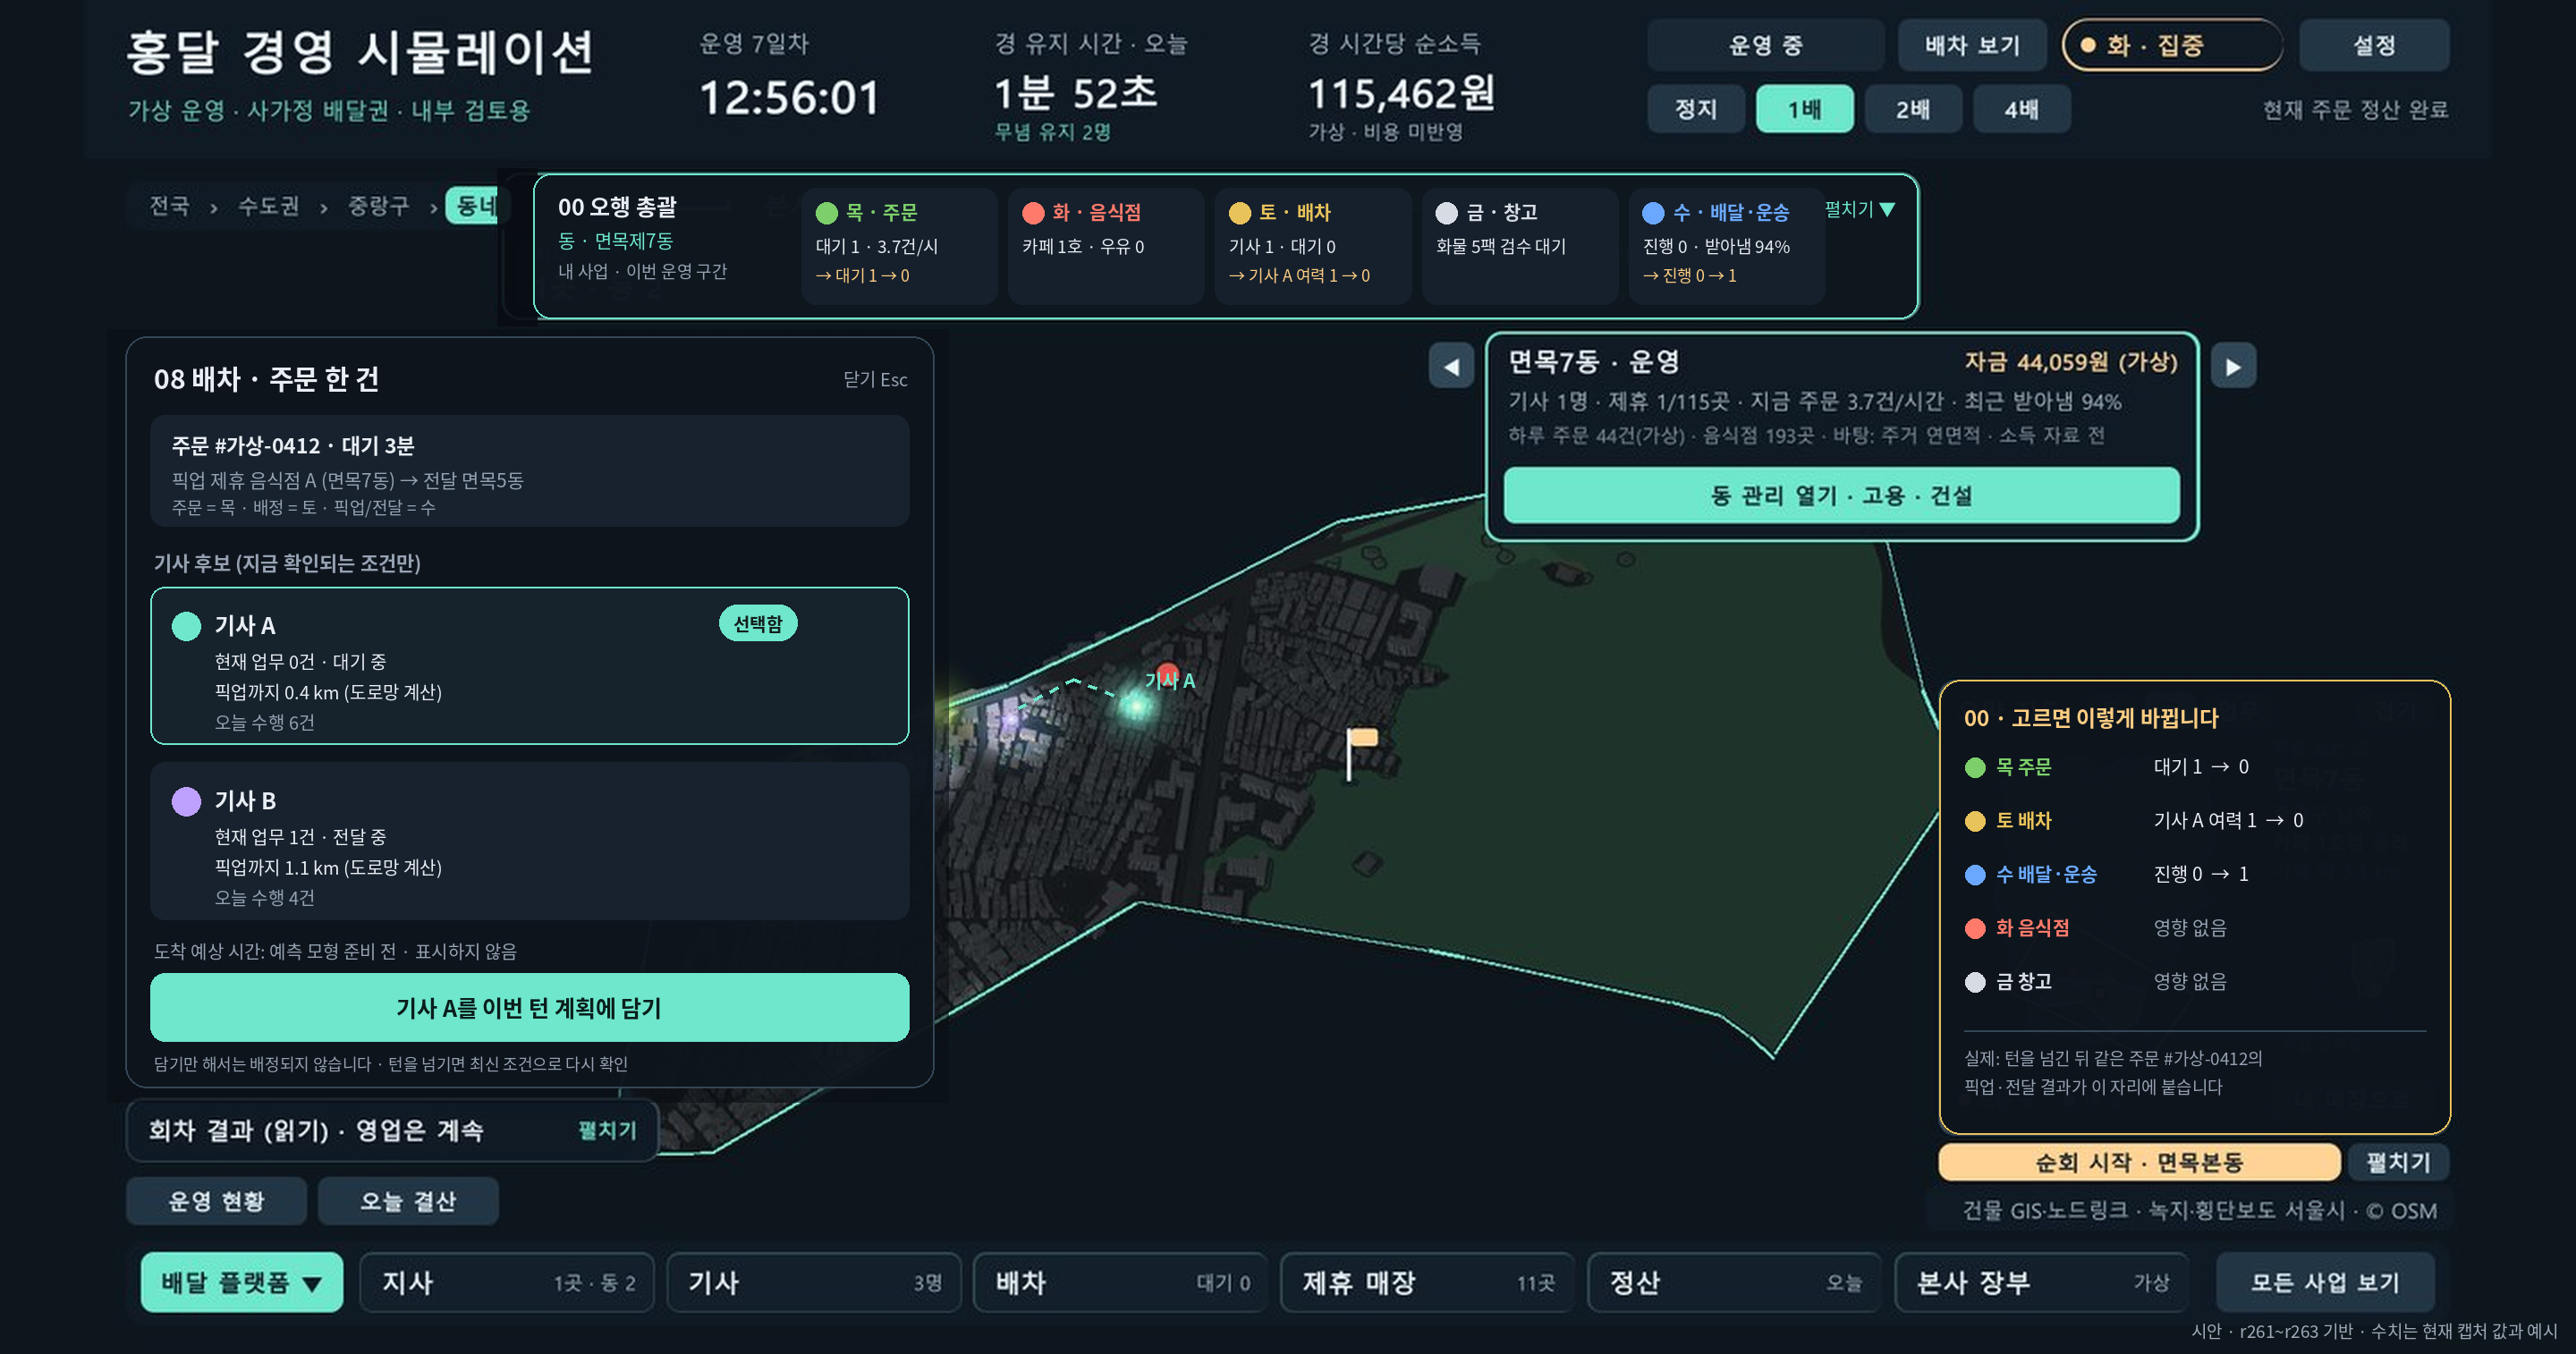 홍달 경영 시뮬레이션
가상 운영 · 사가정 배달권 · 내부 검토용
운영 7일차
12:56:01
경 유지 시간 · 오늘
1분 52초
무념 유지 2명
경 시간당 순소득
115,462원
가상 · 비용 미반영
운영 중
배차 보기
화 · 집중
설정
정지
1배
2배
4배
현재 주문 정산 완료
전국 › 수도권 › 중랑구 › 동네
00 오행 총괄
동 · 면목제7동
내 사업 · 이번 운영 구간
목 · 주문
대기 1 · 3.7건/시
→ 대기 1 → 0
화 · 음식점
카페 1호 · 우유 0
토 · 배차
기사 1 · 대기 0
→ 기사 A 여력 1 → 0
금 · 창고
화물 5팩 검수 대기
수 · 배달·운송
진행 0 · 받아냄 94%
→ 진행 0 → 1
펼치기 ▼
08 배차 · 주문 한 건
닫기 Esc
주문 #가상-0412 · 대기 3분
픽업 제휴 음식점 A (면목7동) → 전달 면목5동
주문 = 목 · 배정 = 토 · 픽업/전달 = 수
기사 후보 (지금 확인되는 조건만)
기사 A
선택함
현재 업무 0건 · 대기 중
픽업까지 0.4 km (도로망 계산)
오늘 수행 6건
기사 B
현재 업무 1건 · 전달 중
픽업까지 1.1 km (도로망 계산)
오늘 수행 4건
도착 예상 시간: 예측 모형 준비 전 · 표시하지 않음
기사 A를 이번 턴 계획에 담기
담기만 해서는 배정되지 않습니다 · 턴을 넘기면 최신 조건으로 다시 확인
◀
면목7동 · 운영
자금 44,059원 (가상)
기사 1명 · 제휴 1/115곳 · 지금 주문 3.7건/시간 · 최근 받아냄 94%
하루 주문 44건(가상) · 음식점 193곳 · 바탕: 주거 연면적 · 소득 자료 전
동 관리 열기 · 고용 · 건설
▶
기사 A
00 · 고르면 이렇게 바뀝니다
목 주문 대기 1 → 0
토 배차 기사 A 여력 1 → 0
수 배달·운송 진행 0 → 1
화 음식점 영향 없음
금 창고 영향 없음
실제: 턴을 넘긴 뒤 같은 주문 #가상-0412의
픽업·전달 결과가 이 자리에 붙습니다
회차 결과 (읽기) · 영업은 계속
펼치기
순회 시작 · 면목본동
펼치기
운영 현황
오늘 결산
건물 GIS·노드링크 · 녹지·횡단보도 서울시 · © OSM
배달 플랫폼 ▼
지사 1곳 · 동 2
기사 3명
배차 대기 0
제휴 매장 11곳
정산 오늘
본사 장부 가상
모든 사업 보기
시안 · r261~r263 기반 · 수치는 현재 캡처 값과 예시